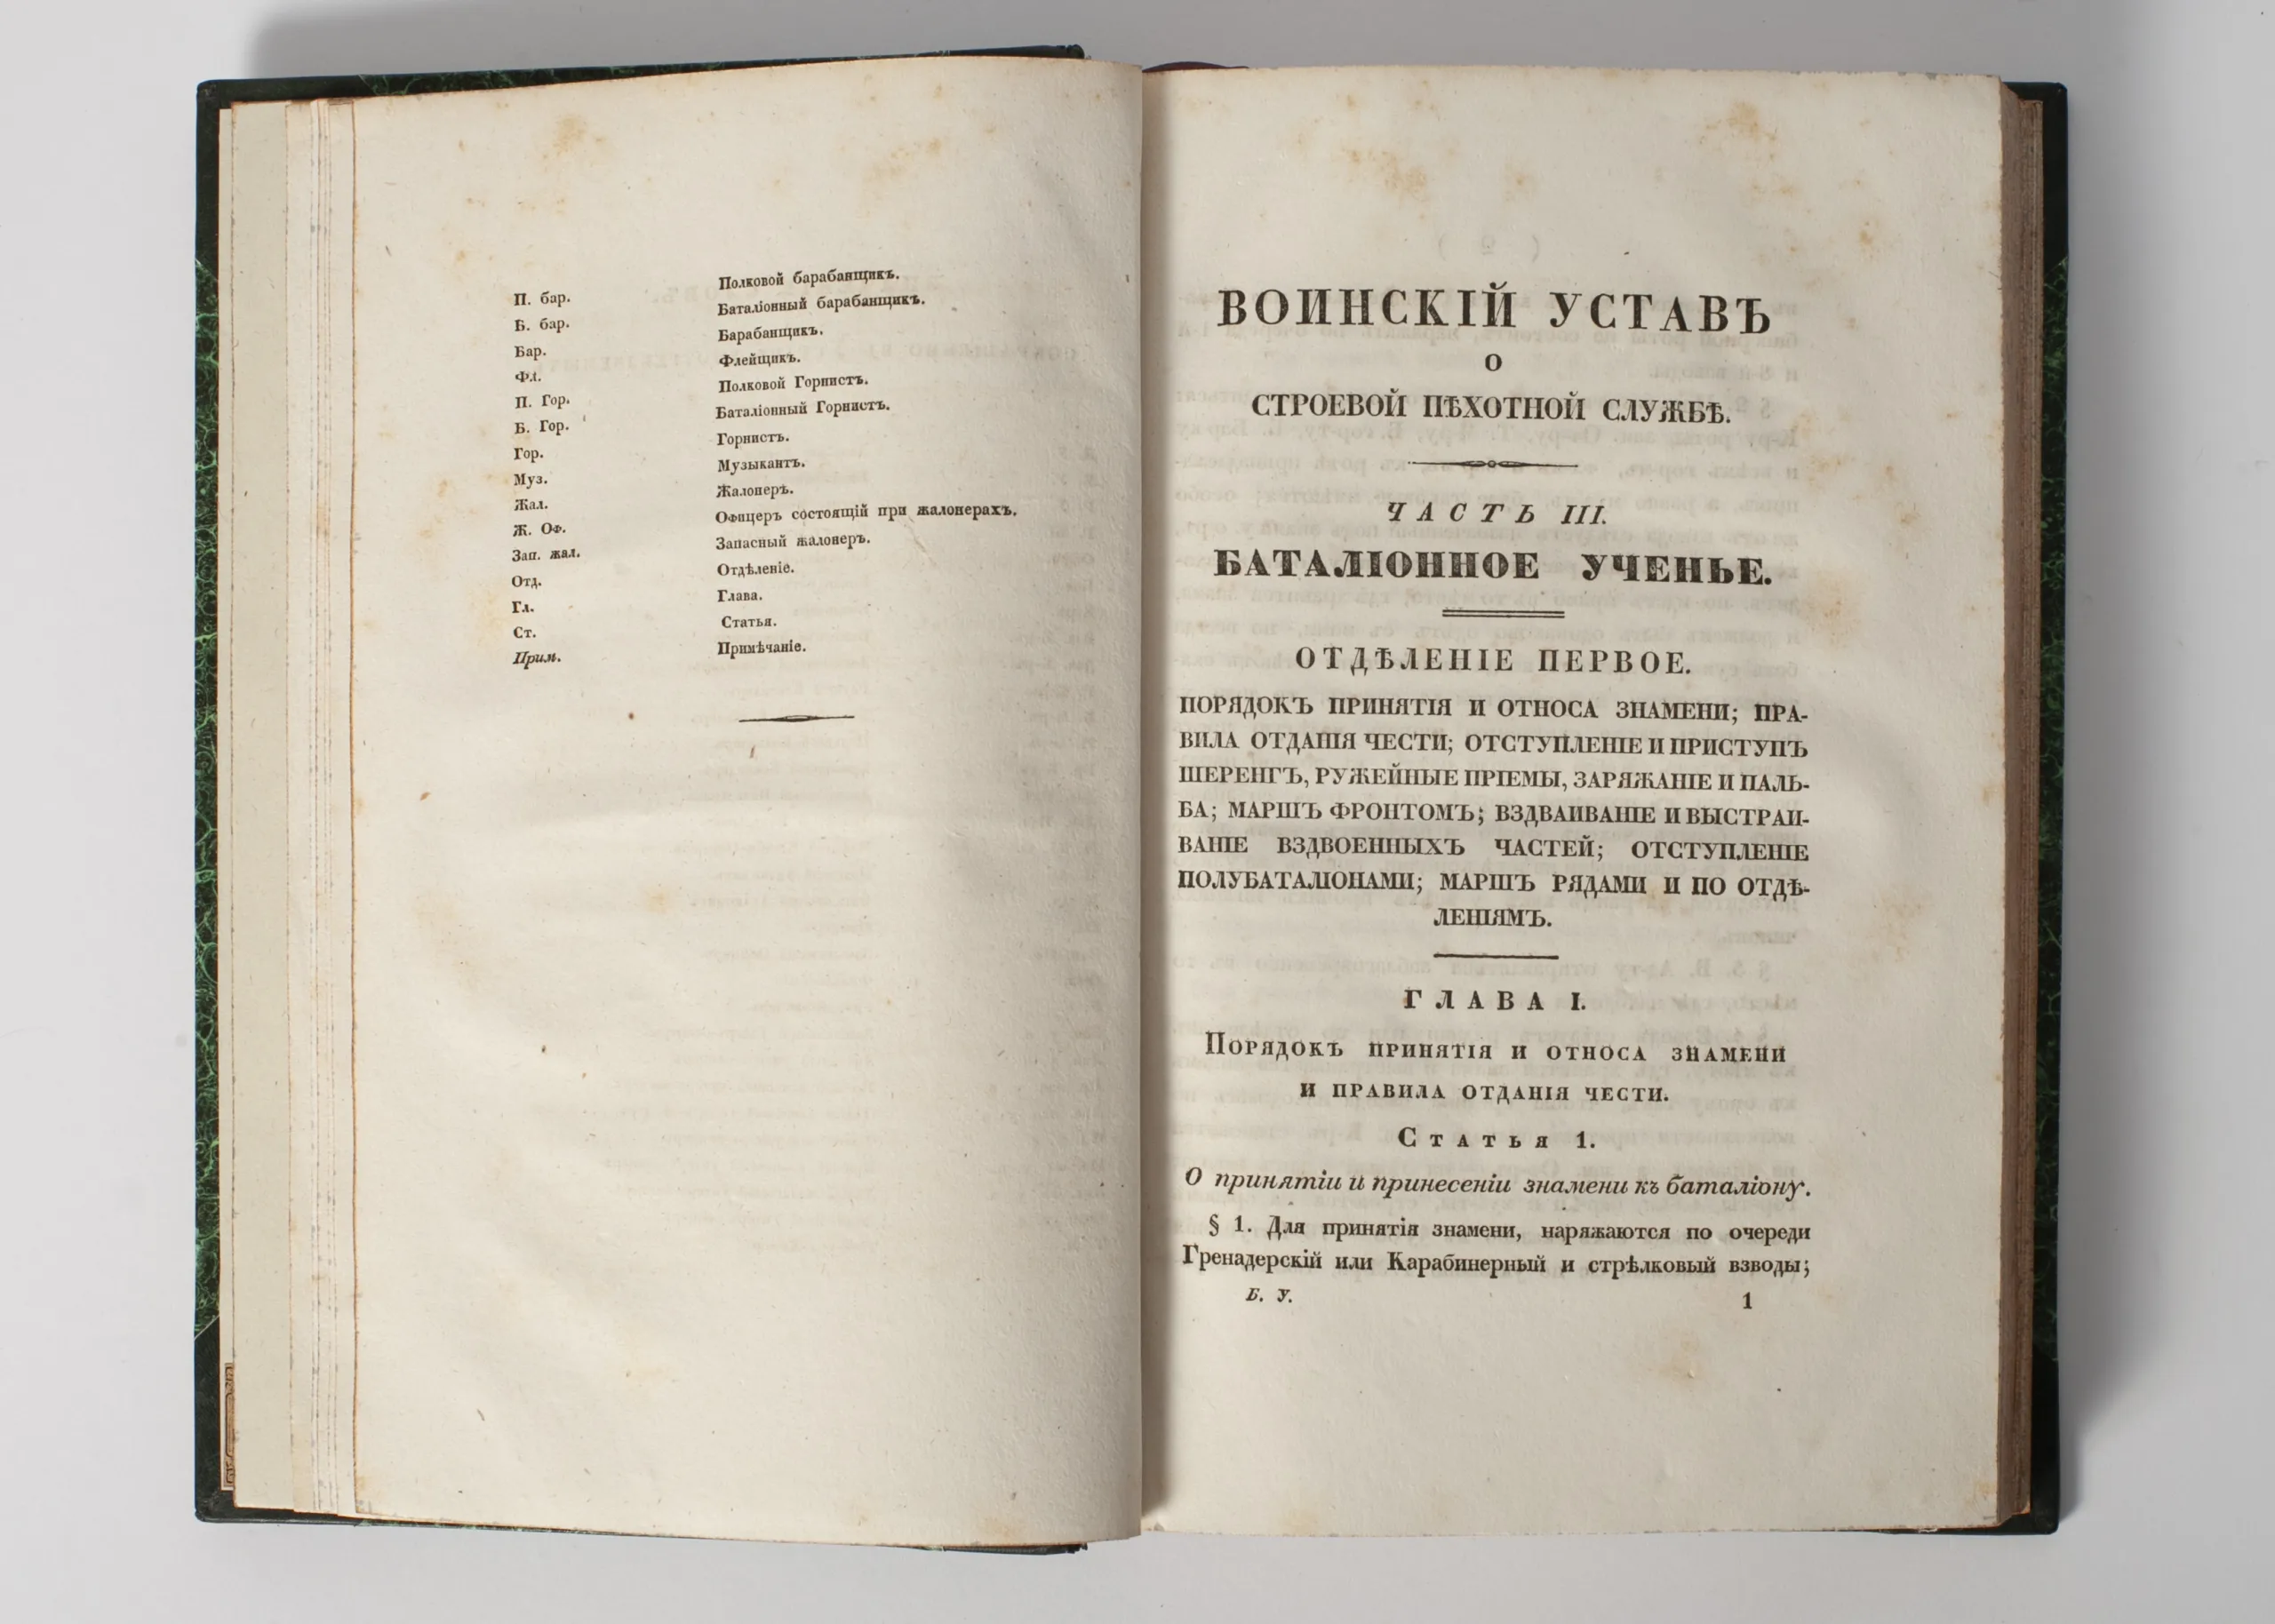 П. бар. Полковой барабанщикъ.
Б. бар. Баталіонный барабанщикъ.
Бар. Барабанщикъ.
Фл. Флейщикъ.
П. Гор. Полковой Горнистъ.
Б. Гор. Баталіонный Горнистъ.
Гор. Горнистъ.
Муз. Музыкантъ.
Жал. Жалонеръ.
Ж. Оф. Офицеръ состоящій при жалонерахъ.
Зап. жал. Запасный жалонеръ.
Отд. Отдѣленіе.
Гл. Глава.
Ст. Статья.
Прим. Примѣчаніе.
ВОИНСКІЙ УСТАВЪ
О
СТРОЕВОЙ ПѢХОТНОЙ СЛУЖБѢ.
ЧАСТЬ III.
БАТАЛІОННОЕ УЧЕНЬЕ.
ОТДѢЛЕНІЕ ПЕРВОЕ.
ПОРЯДОКЪ ПРИНЯТІЯ И ОТНОСА ЗНАМЕНИ; ПРА-
ВИЛА ОТДАНІЯ ЧЕСТИ; ОТСТУПЛЕНІЕ И ПРИСТУПЪ
ШЕРЕНГЪ, РУЖЕЙНЫЕ ПРІЕМЫ, ЗАРЯЖАНІЕ И ПАЛЬ-
БА; МАРШЪ ФРОНТОМЪ; ВЗДВАИВАНІЕ И ВЫСТРАИ-
ВАНІЕ ВЗДВОЕННЫХЪ ЧАСТЕЙ; ОТСТУПЛЕНІЕ
ПОЛУБАТАЛІОНАМИ; МАРШЪ РЯДАМИ И ПО ОТДѢ-
ЛЕНІЯМЪ.
ГЛАВА I.
Порядокъ принятія и относа знамени
и правила отданія чести.
Статья 1.
О принятіи и принесеніи знамени къ баталіону.
§ 1. Для принятія знамени, наряжаются по очереди
Гренадерскій или Карабинерный и стрѣлковый взводы;
Б. У. 1